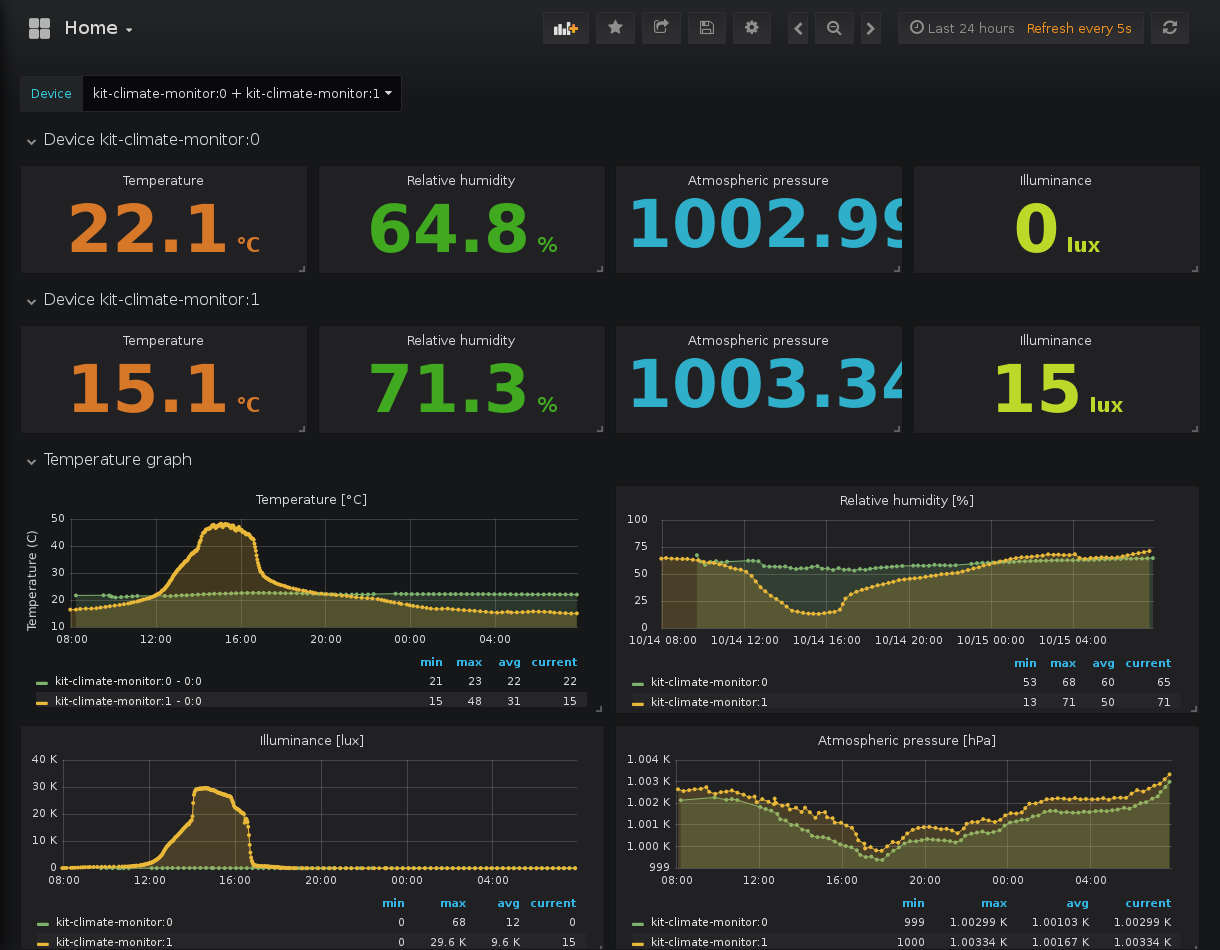 Home
Last 24 hours Refresh every 5s
Device kit-climate-monitor:0 + kit-climate-monitor:1
Device kit-climate-monitor:0
Temperature Relative humidity Atmospheric pressure Illuminance
22.1 °C 64.8 % 1002.99 0 lux
Device kit-climate-monitor:1
Temperature Relative humidity Atmospheric pressure Illuminance
15.1 °C 71.3 % 1003.34 15 lux
Temperature graph
Temperature [°C]
Temperature (C)
50
40
30
20
10
08:00 12:00 16:00 20:00 00:00 04:00
min max avg current
kit-climate-monitor:0 - 0:0 21 23 22 22
kit-climate-monitor:1 - 0:0 15 48 31 15
Relative humidity [%]
100
75
50
25
0
10/14 08:00 10/14 12:00 10/14 16:00 10/14 20:00 10/15 00:00 10/15 04:00
min max avg current
kit-climate-monitor:0 53 68 60 65
kit-climate-monitor:1 13 71 50 71
Illuminance [lux]
40 K
30 K
20 K
10 K
0
08:00 12:00 16:00 20:00 00:00 04:00
min max avg current
kit-climate-monitor:0 0 68 12 0
kit-climate-monitor:1 0 29.6 K 9.6 K 15
Atmospheric pressure [hPa]
1.004 K
1.003 K
1.002 K
1.001 K
1.000 K
999
08:00 12:00 16:00 20:00 00:00 04:00
min max avg current
kit-climate-monitor:0 999 1.00299 K 1.00103 K 1.00299 K
kit-climate-monitor:1 1000 1.00334 K 1.00167 K 1.00334 K